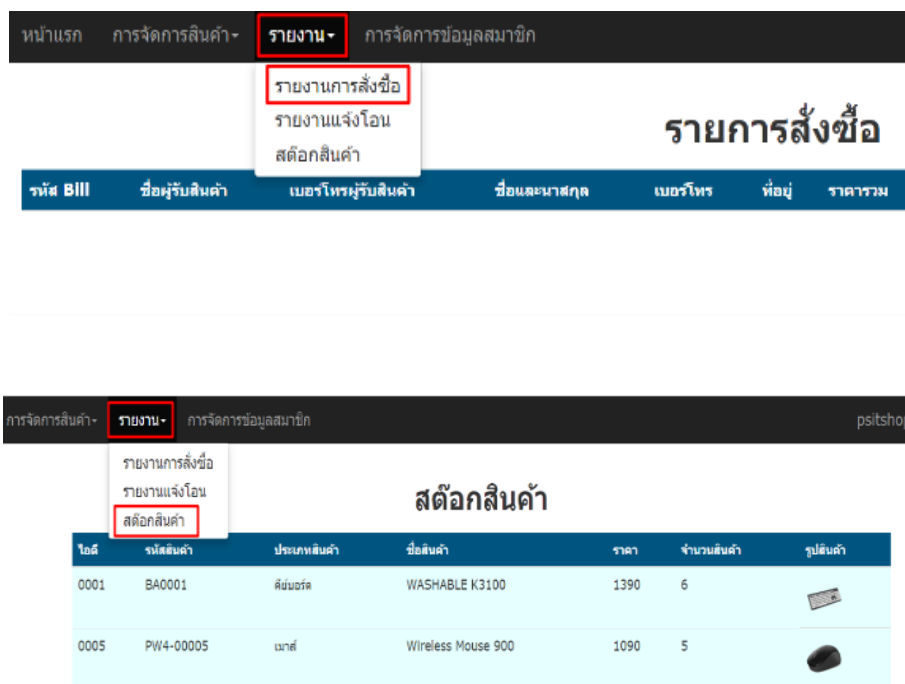 หน้าแรก การจัดการสินค้า รายงาน การจัดการข้อมูลสมาชิก
รายงานการสั่งซื้อ
รายงานแจ้งโอน
สต๊อกสินค้า
รายการสั่งซื้อ
รหัส Bill ชื่อผู้รับสินค้า เบอรโทรผู้รับสินค้า ชื่อและนาสกุล เบอรโทร ที่อยู่ ราคารวม
การจัดการสินค้า รายงาน การจัดการข้อมูลสมาชิก psitshop
รายงานการสั่งซื้อ
รายงานแจ้งโอน
สต๊อกสินค้า
สต๊อกสินค้า
ไอดี รหัสสินค้า ประเภทสินค้า ชื่อสินค้า ราคา จำนวนสินค้า รูปสินค้า
0001 BA0001 คีย์บอร์ด WASHABLE K3100 1390 6
0005 PW4-00005 เมาส์ Wireless Mouse 900 1090 5